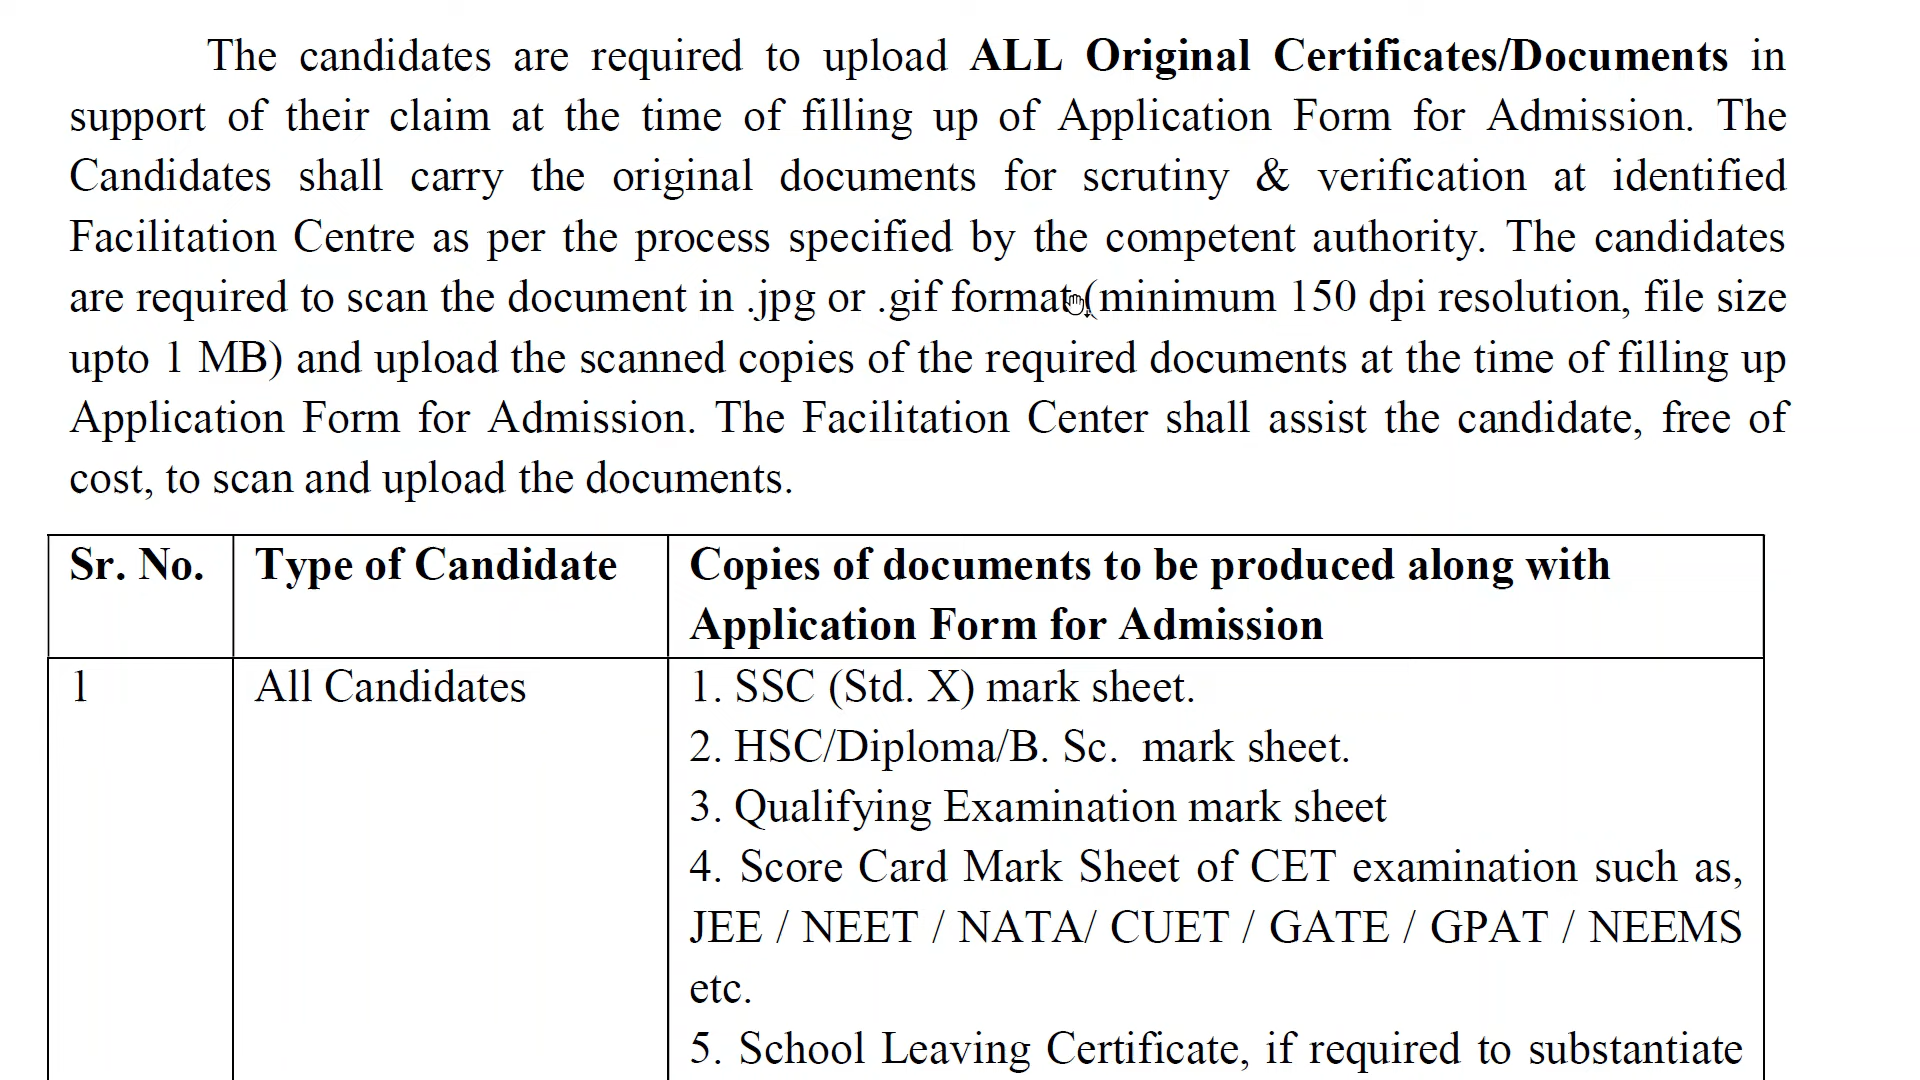 The candidates are required to upload ALL Original Certificates/Documents in
support of their claim at the time of filling up of Application Form for Admission. The
Candidates shall carry the original documents for scrutiny & verification at identified
Facilitation Centre as per the process specified by the competent authority. The candidates
are required to scan the document in .jpg or .gif format (minimum 150 dpi resolution, file size
upto 1 MB) and upload the scanned copies of the required documents at the time of filling up
Application Form for Admission. The Facilitation Center shall assist the candidate, free of
cost, to scan and upload the documents.
Sr. No. Type of Candidate Copies of documents to be produced along with
Application Form for Admission
1 All Candidates 1. SSC (Std. X) mark sheet.
2. HSC/Diploma/B. Sc.  mark sheet.
3. Qualifying Examination mark sheet
4. Score Card Mark Sheet of CET examination such as,
JEE / NEET / NATA/ CUET / GATE / GPAT / NEEMS
etc.
5. School Leaving Certificate, if required to substantiate